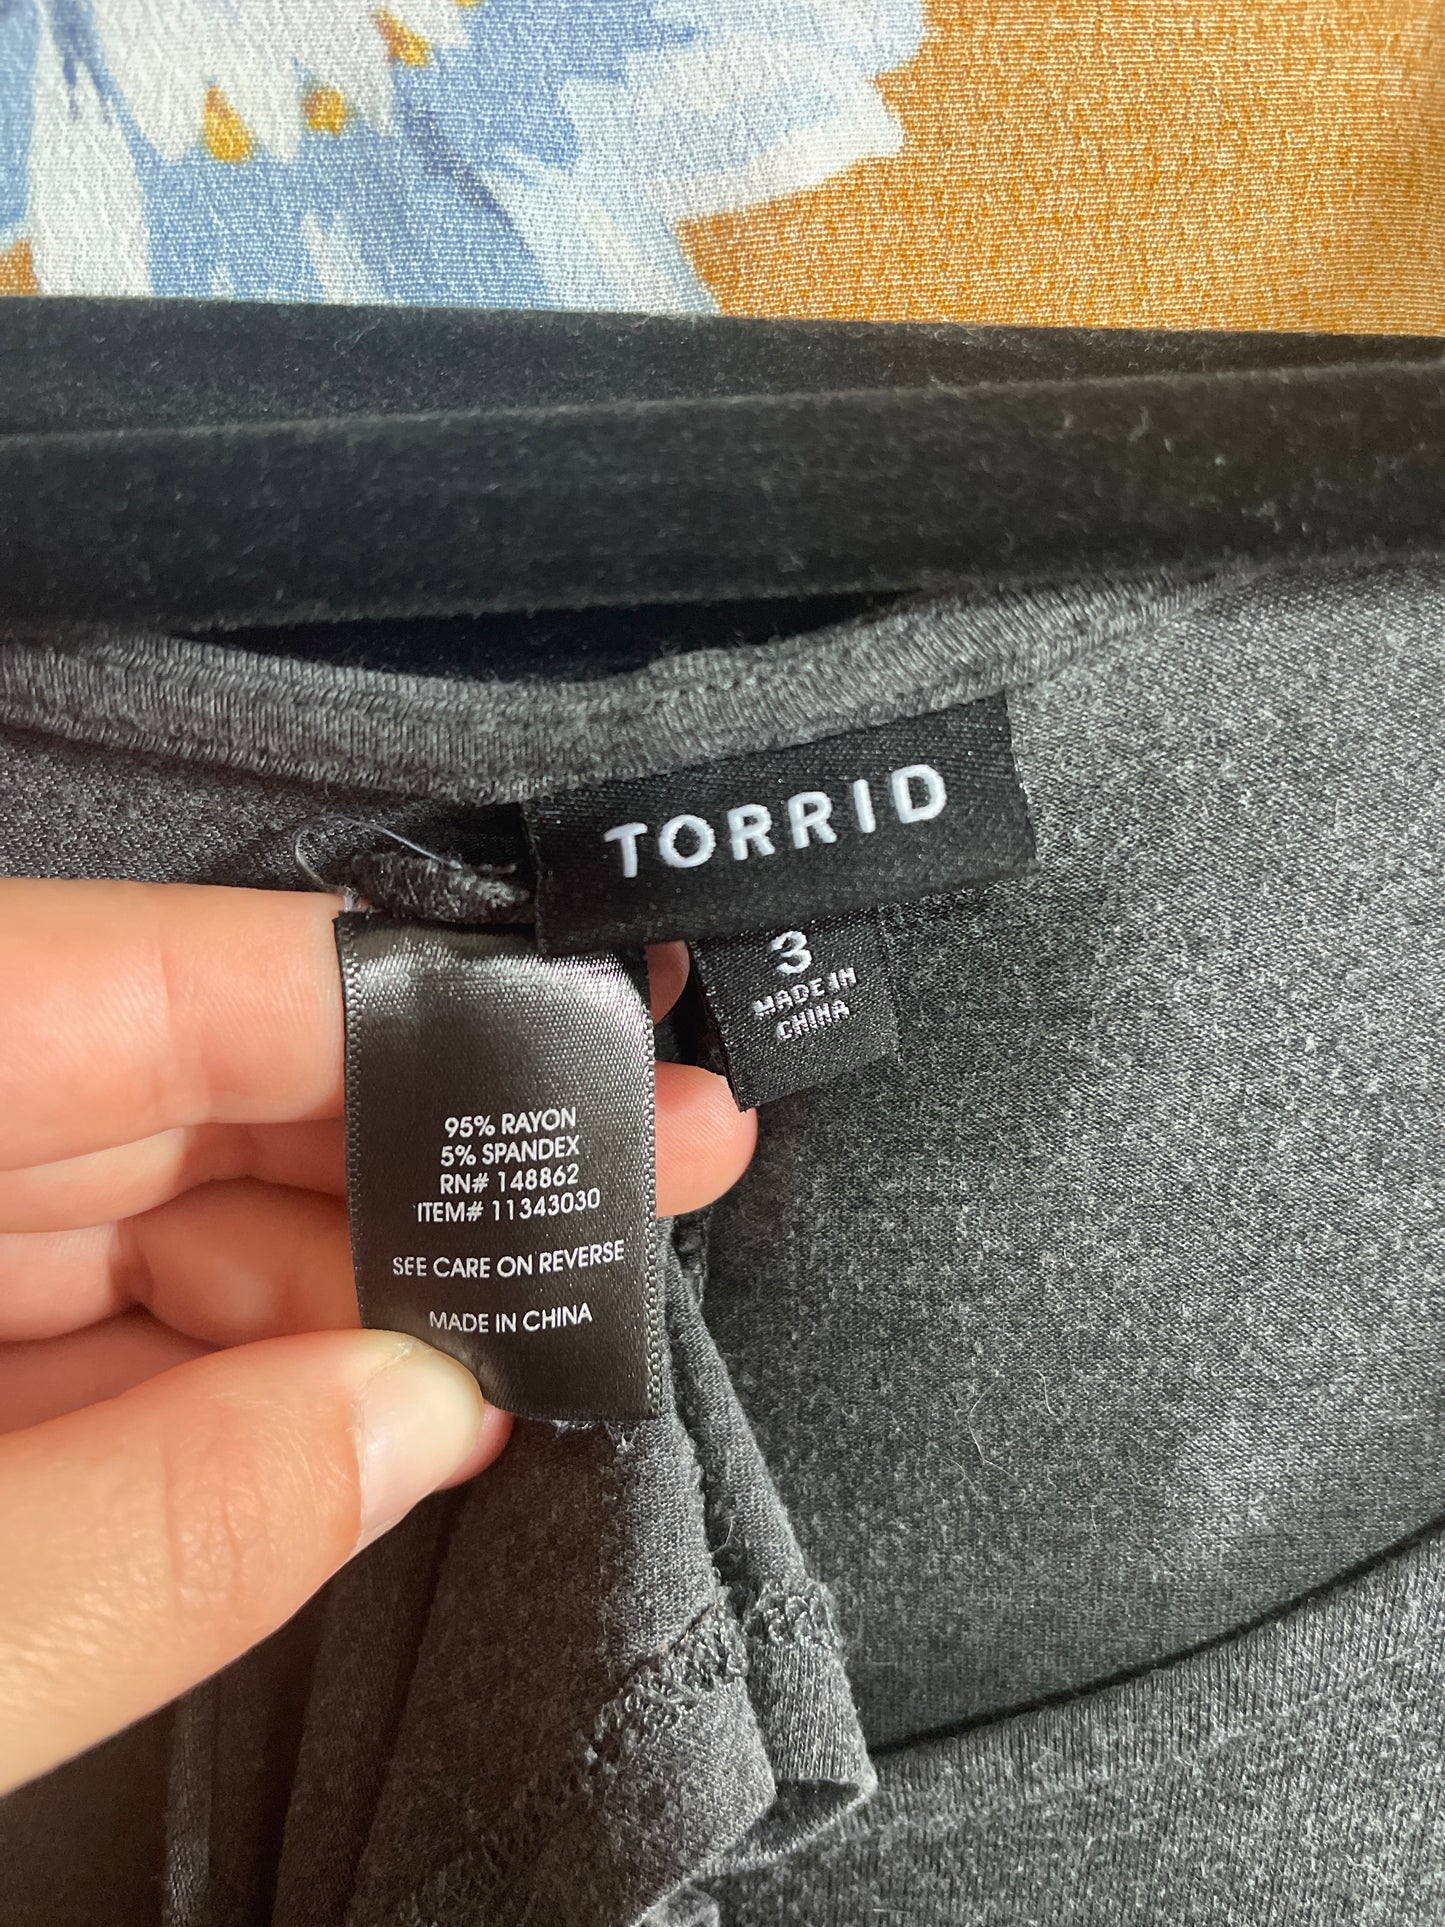 TORRID
3
MADE IN
CHINA
95% RAYON
5% SPANDEX
RN# 148862
ITEM# 11343030
SEE CARE ON REVERSE
MADE IN CHINA